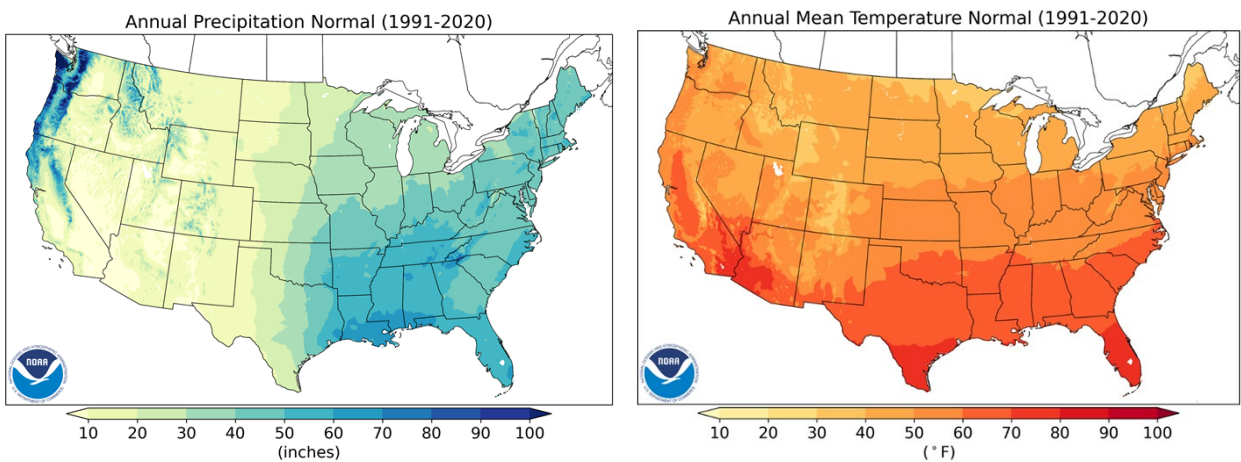 Annual Precipitation Normal (1991-2020)
NOAA
10 20 30 40 50 60 70 80 90 100
(inches)
Annual Mean Temperature Normal (1991-2020)
NOAA
10 20 30 40 50 60 70 80 90 100
(°F)